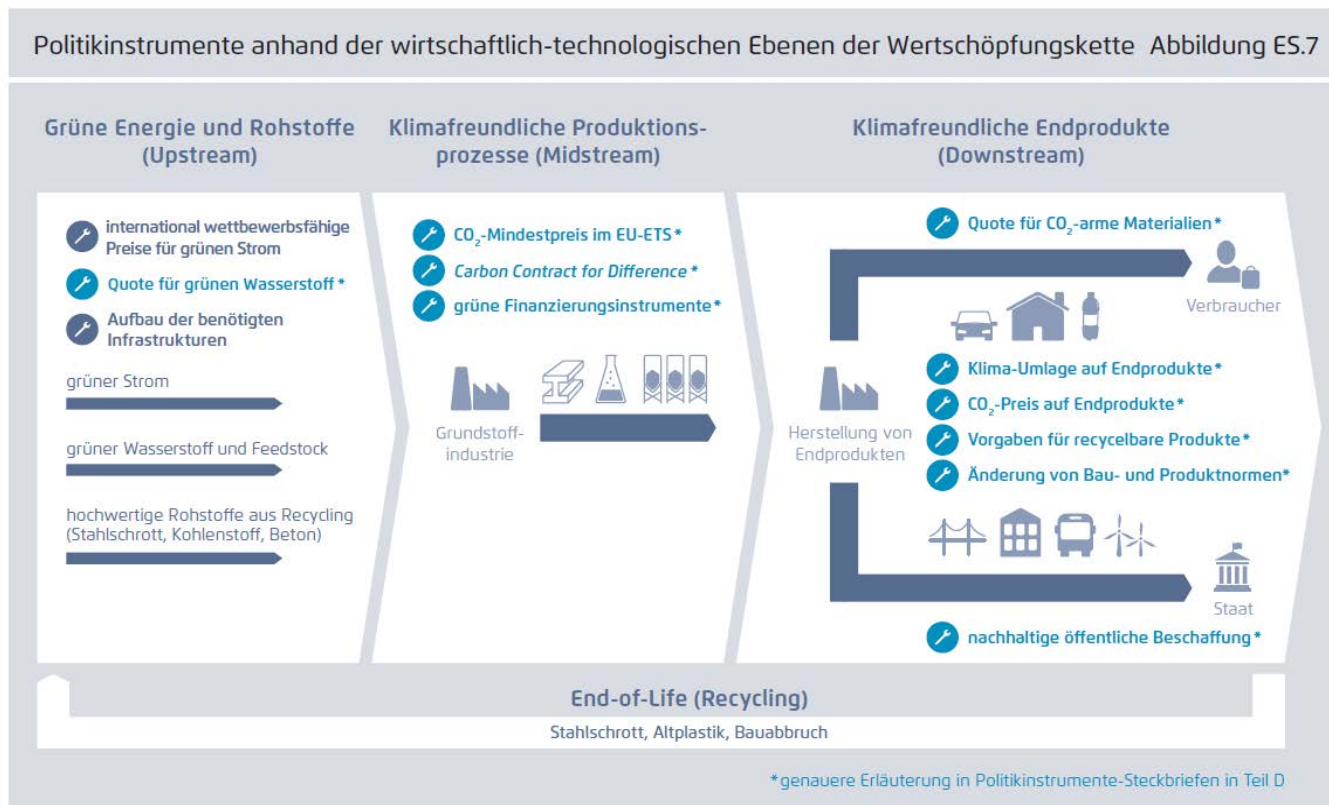 Politikinstrumente anhand der wirtschaftlich-technologischen Ebenen der Wertschöpfungskette Abbildung ES.7
Grüne Energie und Rohstoffe
(Upstream)
international wettbewerbsfähige
Preise für grünen Strom
Quote für grünen Wasserstoff*
Aufbau der benötigten
Infrastrukturen
grüner Strom
grüner Wasserstoff und Feedstock
hochwertige Rohstoffe aus Recycling
(Stahlschrott, Kohlenstoff, Beton)
Klimafreundliche Produktions-
prozesse (Midstream)
CO₂-Mindestpreis im EU-ETS*
Carbon Contract for Difference*
grüne Finanzierungsinstrumente*
Grundstoff-
industrie
Klimafreundliche Endprodukte
(Downstream)
Quote für CO₂-arme Materialien*
Verbraucher
Klima-Umlage auf Endprodukte*
CO₂-Preis auf Endprodukte*
Vorgaben für recycelbare Produkte*
Änderung von Bau- und Produktnormen*
Herstellung von
Endprodukten
Staat
nachhaltige öffentliche Beschaffung*
End-of-Life (Recycling)
Stahlschrott, Altplastik, Bauabbruch
*genauere Erläuterung in Politikinstrumente-Steckbriefen in Teil D